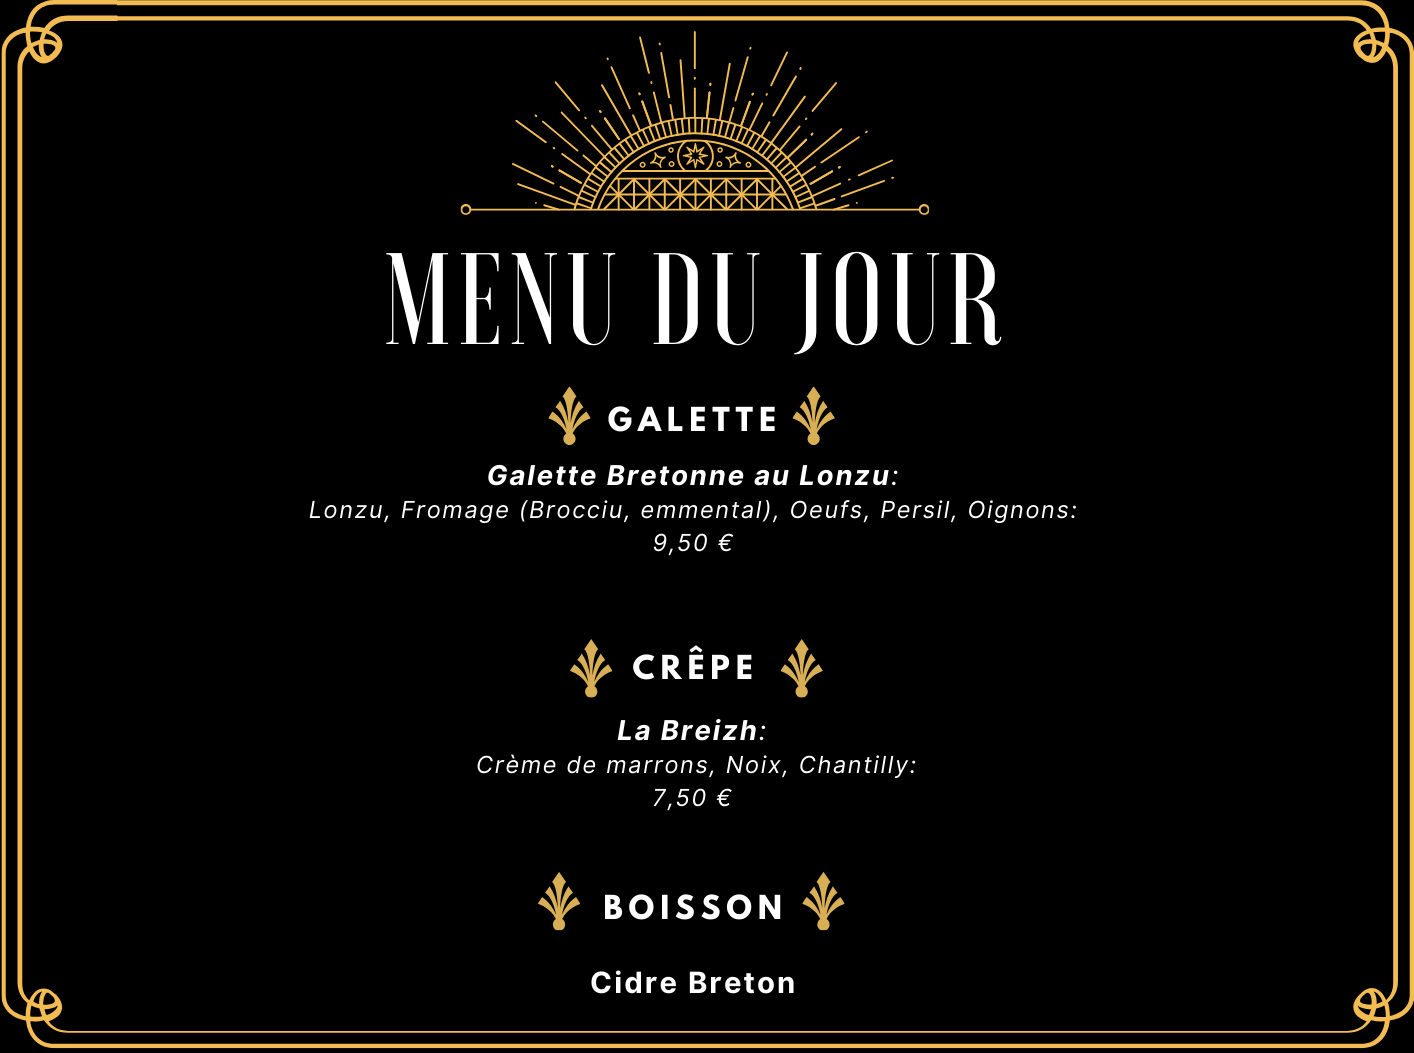 MENU DU JOUR
GALETTE
Galette Bretonne au Lonzu:
Lonzu, Fromage (Brocciu, emmental), Oeufs, Persil, Oignons:
9,50 €
CRÊPE
La Breizh:
Crème de marrons, Noix, Chantilly:
7,50 €
BOISSON
Cidre Breton